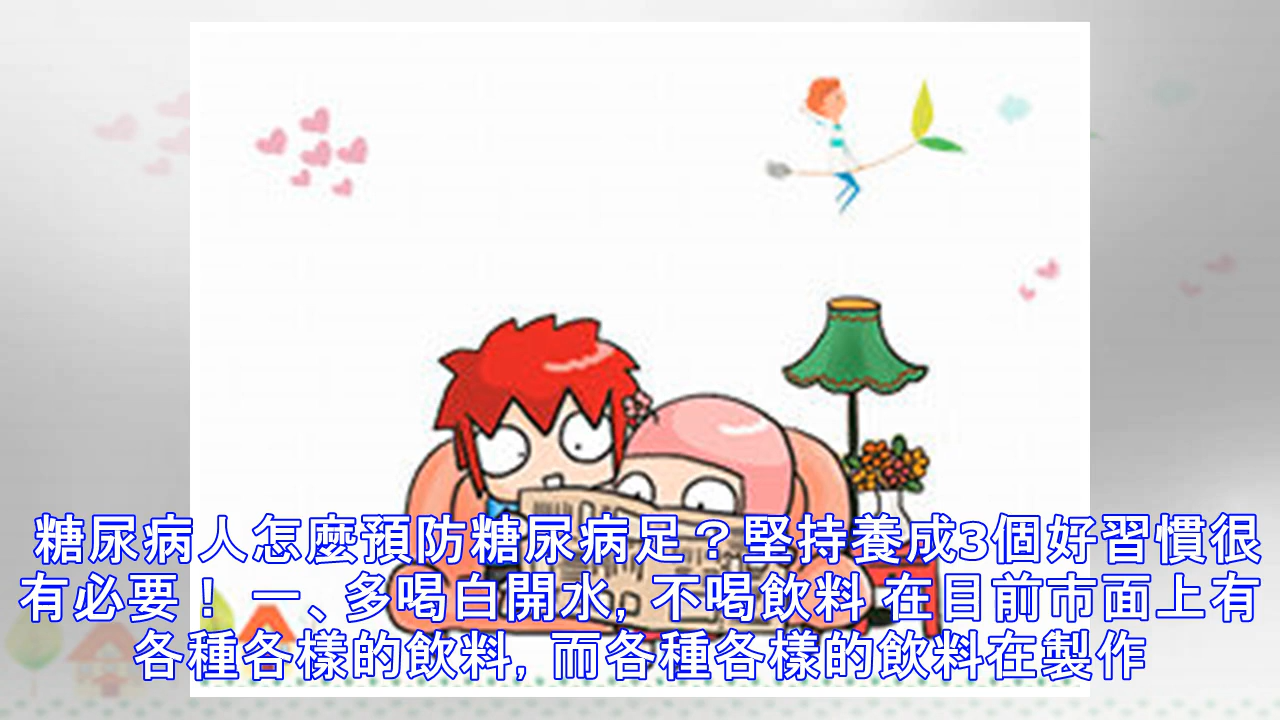 糖尿病人怎麼預防糖尿病足？堅持養成3個好習慣很
有必要！ 一、多喝白開水, 不喝飲料 在目前市面上有
各種各樣的飲料, 而各種各樣的飲料在製作